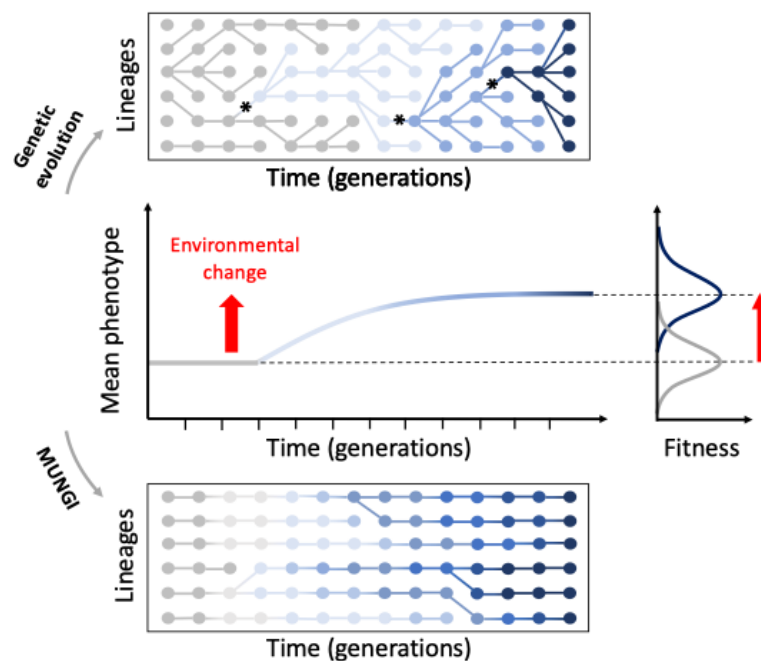 Lineages
* * *
Time (generations)
Genetic
evolution
Mean phenotype
Environmental
change
Time (generations)
Fitness
MUNGI
Lineages
Time (generations)